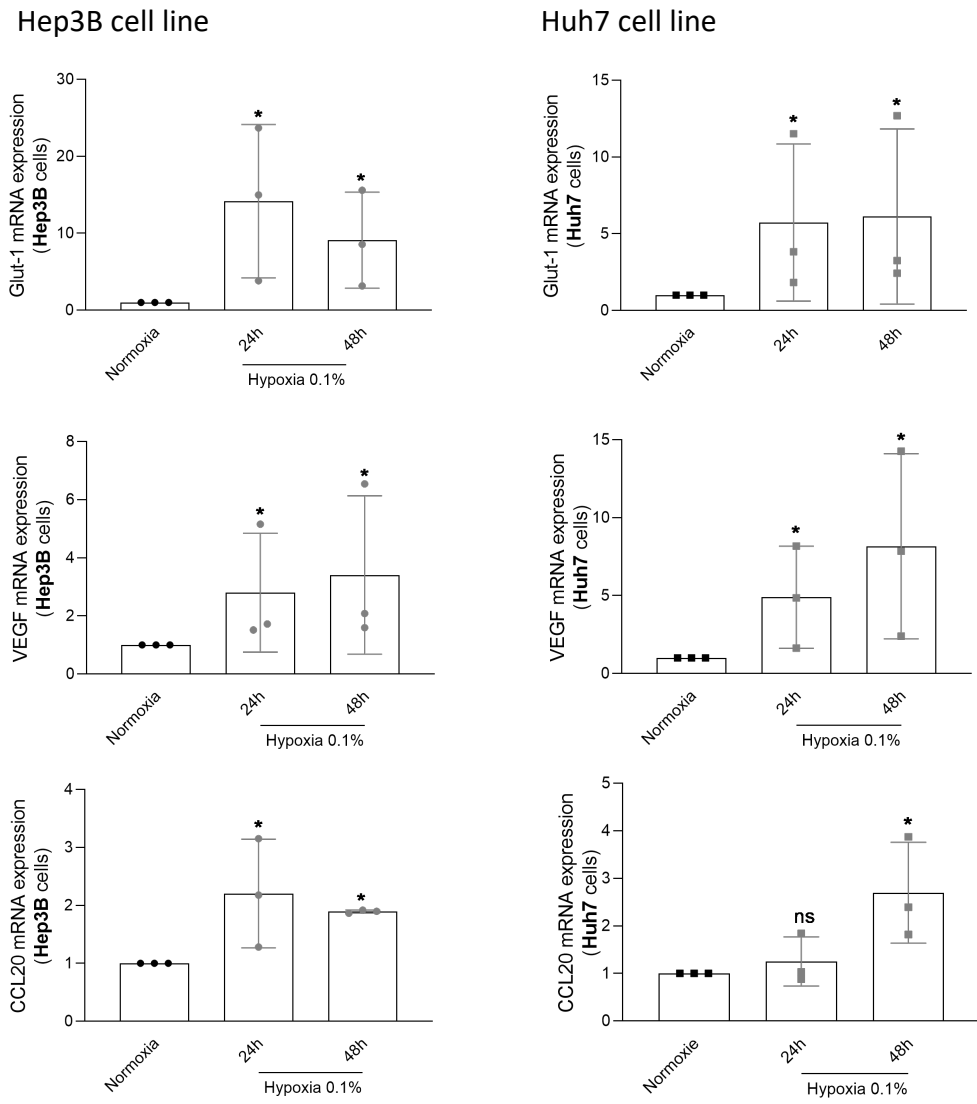 Hep3B cell line
Huh7 cell line
Glut-1 mRNA expression
(Hep3B cells)
30
20
10
0
*
*
Normoxia
24h
48h
Hypoxia 0.1%
Glut-1 mRNA expression
(Huh7 cells)
15
10
5
0
*
*
Normoxia
24h
48h
Hypoxia 0.1%
VEGF mRNA expression
(Hep3B cells)
8
6
4
2
0
*
*
Normoxia
24h
48h
Hypoxia 0.1%
VEGF mRNA expression
(Huh7 cells)
15
10
5
0
*
*
Normoxia
24h
48h
Hypoxia 0.1%
CCL20 mRNA expression
(Hep3B cells)
4
3
2
1
0
*
*
Normoxia
24h
48h
Hypoxia 0.1%
CCL20 mRNA expression
(Huh7 cells)
5
4
3
2
1
0
ns
*
Normoxie
24h
48h
Hypoxia 0.1%